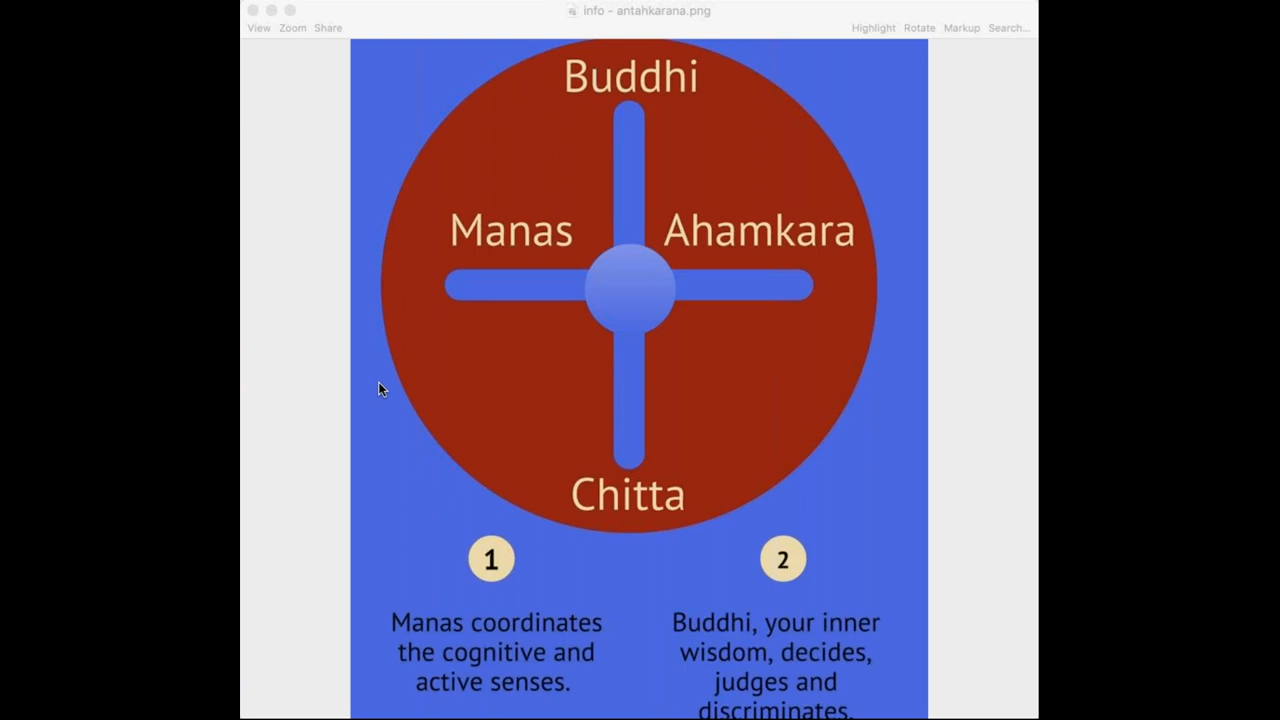 info - antahkarana.png
View Zoom Share Highlight Rotate Markup Search...
Buddhi
Manas Ahamkara
Chitta
1 2
Manas coordinates
the cognitive and
active senses.
Buddhi, your inner
wisdom, decides,
judges and
discriminates.